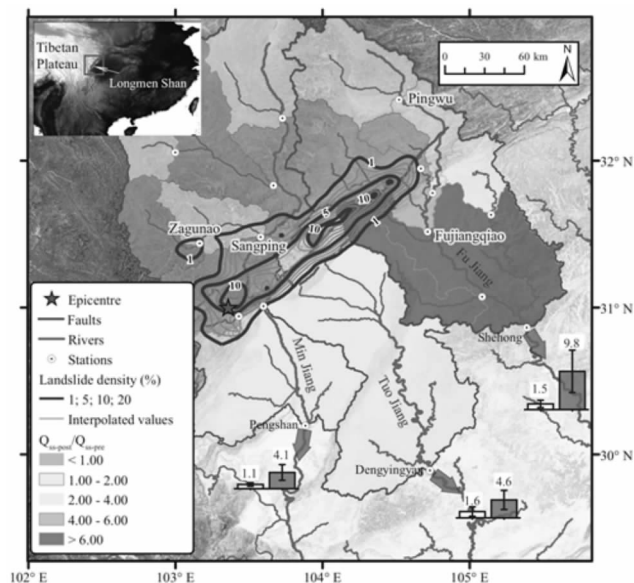 Tibetan
Plateau
Longmen Shan
0 30 60 km
N
Pingwu
32° N
1
5
10
10
1
Zagunao
Sangping
1
Fujiangqiao
Fu Jiang
10
31° N
Epicentre
Faults
Rivers
Stations
Landslide density (%)
1; 5; 10; 20
Interpolated values
Qss-post/Qss-pre
< 1.00
1.00 - 2.00
2.00 - 4.00
4.00 - 6.00
> 6.00
Min Jiang
Tuo Jiang
Shehong
9.8
1.5
Pengshan
30° N
4.1
1.1
Dengyingyan
4.6
1.6
102° E
103° E
104° E
105° E